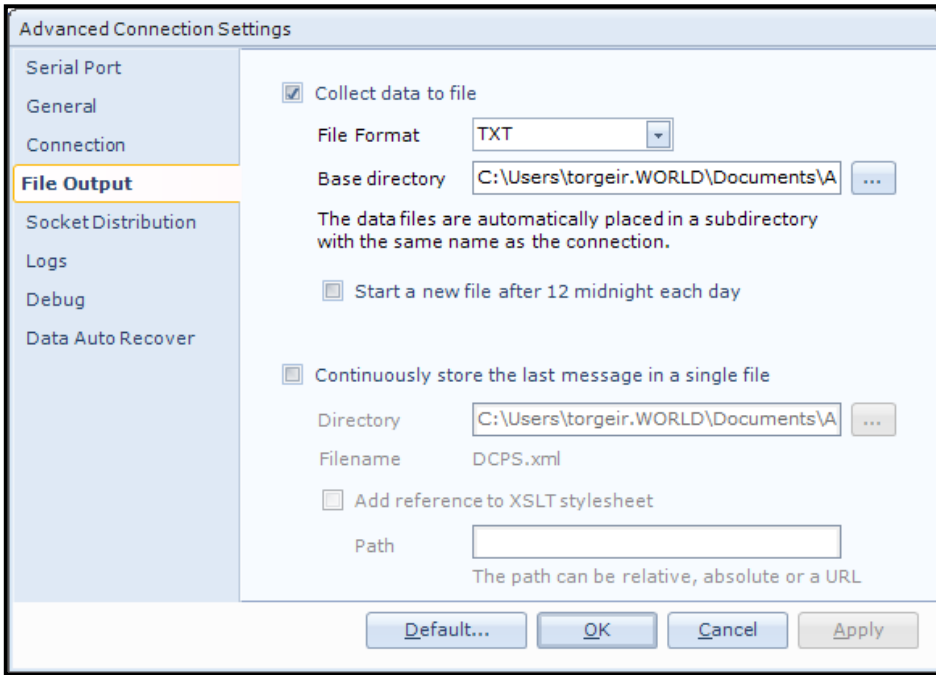 Advanced Connection Settings
Serial Port
General
Connection
File Output
Socket Distribution
Logs
Debug
Data Auto Recover
Collect data to file
File Format TXT
Base directory C:\Users\torgeir.WORLD\Documents\A ...
The data files are automatically placed in a subdirectory
with the same name as the connection.
Start a new file after 12 midnight each day
Continuously store the last message in a single file
Directory C:\Users\torgeir.WORLD\Documents\A ...
Filename DCPS.xml
Add reference to XSLT stylesheet
Path
The path can be relative, absolute or a URL
Default... OK Cancel Apply